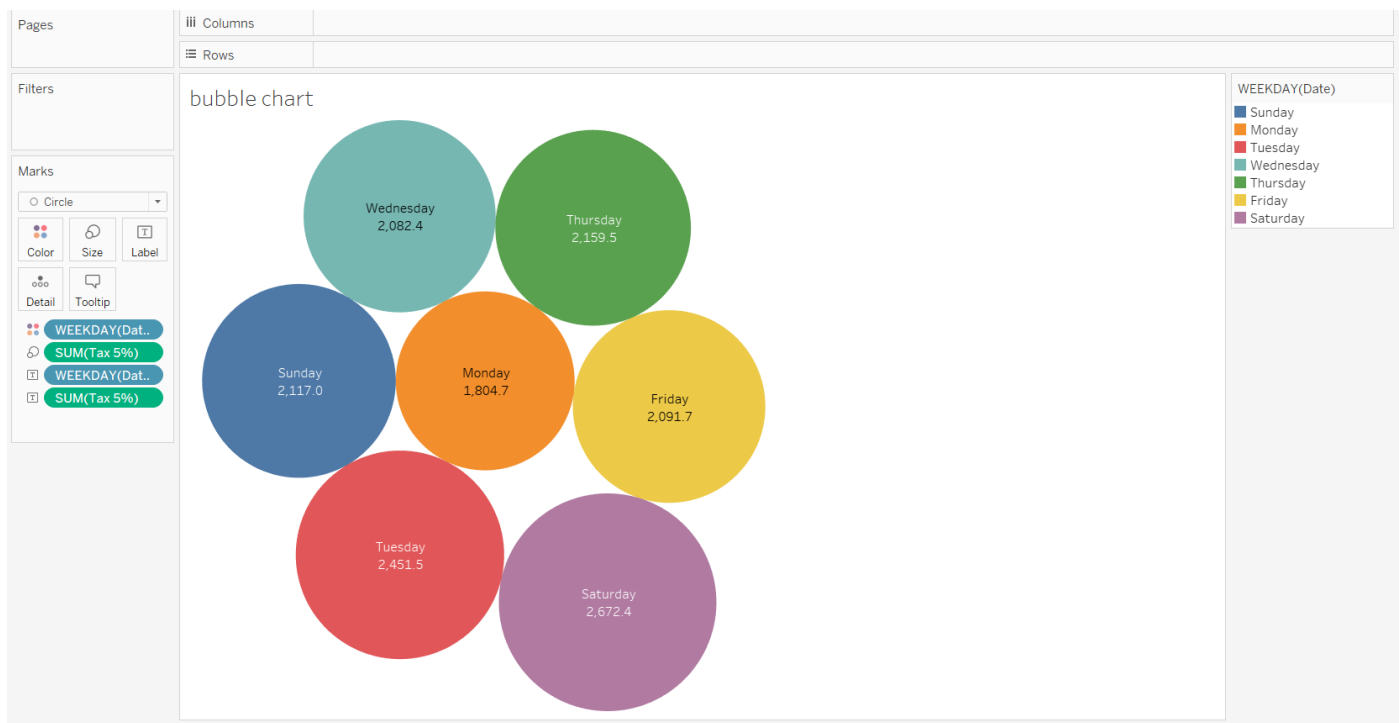 Pages
Columns
Rows
Filters
Marks
Circle
Color Size Label
Detail Tooltip
WEEKDAY(Dat..
SUM(Tax 5%)
WEEKDAY(Dat..
SUM(Tax 5%)
bubble chart
Wednesday
2,082.4
Thursday
2,159.5
Sunday
2,117.0
Monday
1,804.7
Friday
2,091.7
Tuesday
2,451.5
Saturday
2,672.4
WEEKDAY(Date)
Sunday
Monday
Tuesday
Wednesday
Thursday
Friday
Saturday